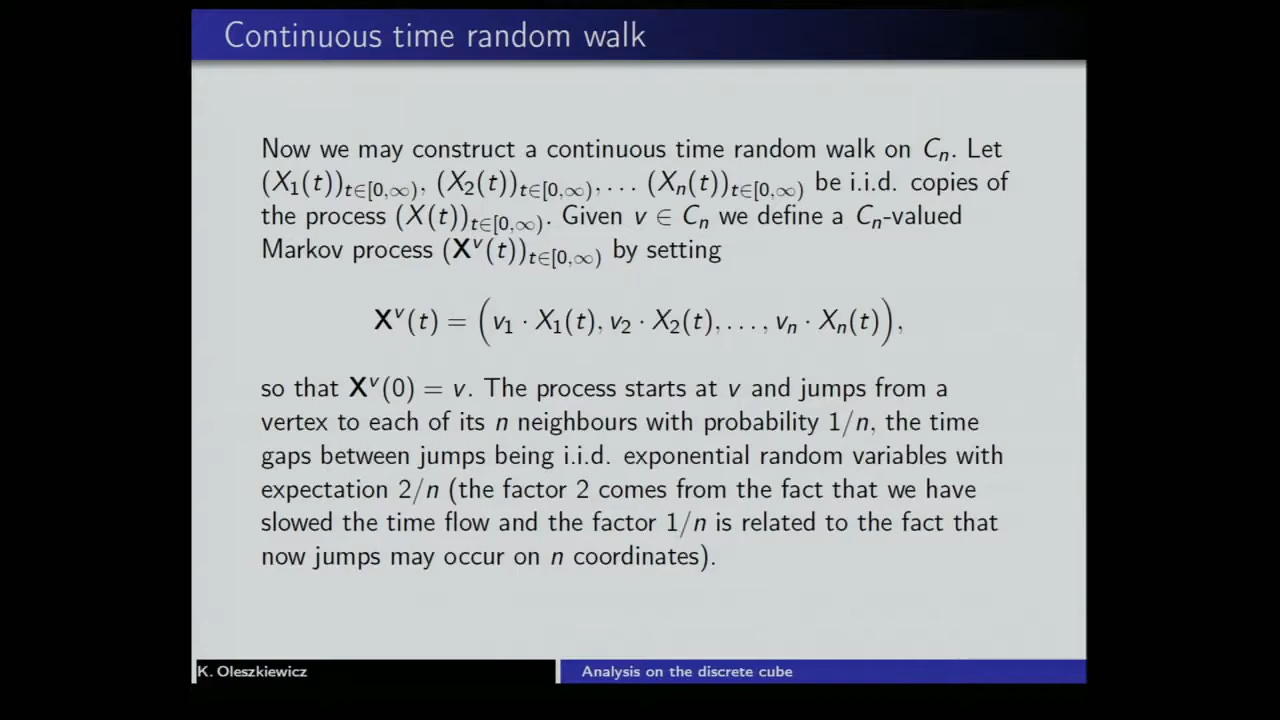 Continuous time random walk
Now we may construct a continuous time random walk on Cₙ. Let
(X₁(t))_{t∈[0,∞)}, (X₂(t))_{t∈[0,∞)}, … (Xₙ(t))_{t∈[0,∞)} be i.i.d. copies of
the process (X(t))_{t∈[0,∞)}. Given v ∈ Cₙ we define a Cₙ-valued
Markov process (𝐗ᵛ(t))_{t∈[0,∞)} by setting
𝐗ᵛ(t) = (v₁ · X₁(t), v₂ · X₂(t), …, vₙ · Xₙ(t)),
so that 𝐗ᵛ(0) = v. The process starts at v and jumps from a
vertex to each of its n neighbours with probability 1/n, the time
gaps between jumps being i.i.d. exponential random variables with
expectation 2/n (the factor 2 comes from the fact that we have
slowed the time flow and the factor 1/n is related to the fact that
now jumps may occur on n coordinates).
K. Oleszkiewicz
Analysis on the discrete cube